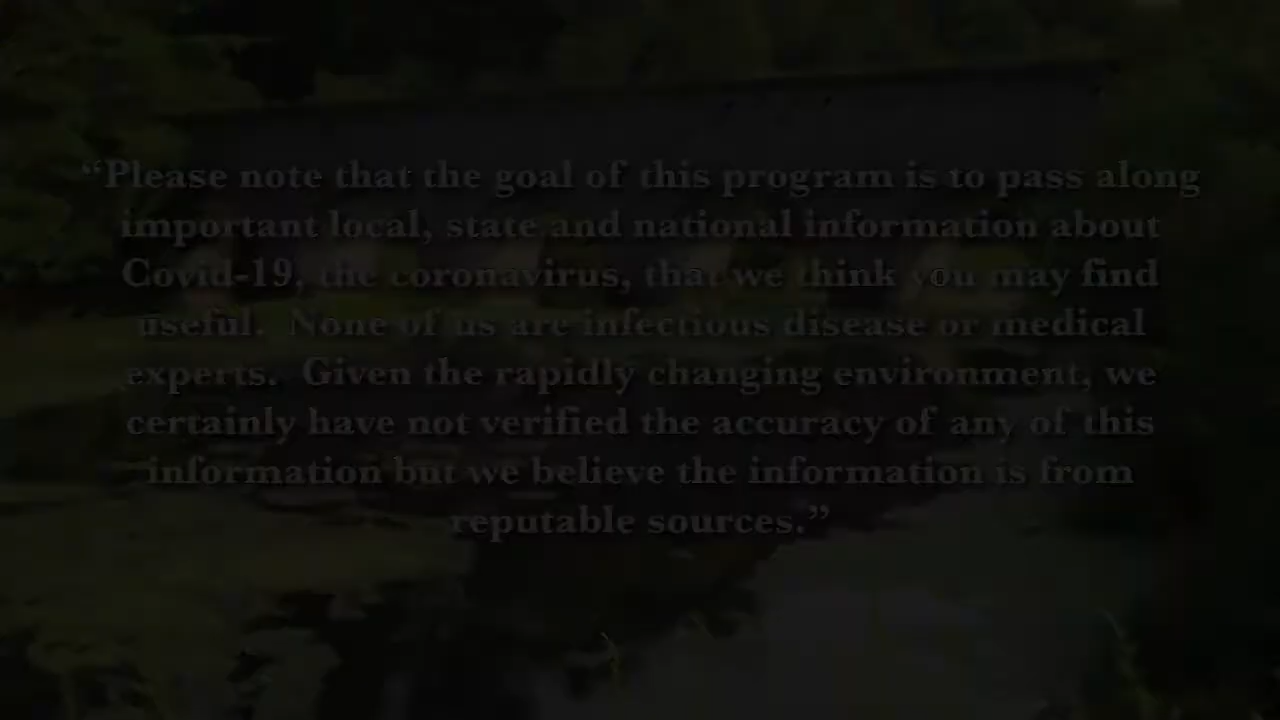 “Please note that the goal of this program is to pass along
important local, state and national information about
Covid-19, the coronavirus, that we think you may find
useful.  None of us are infectious disease or medical
experts.  Given the rapidly changing environment, we
certainly have not verified the accuracy of any of this
information but we believe the information is from
reputable sources.”